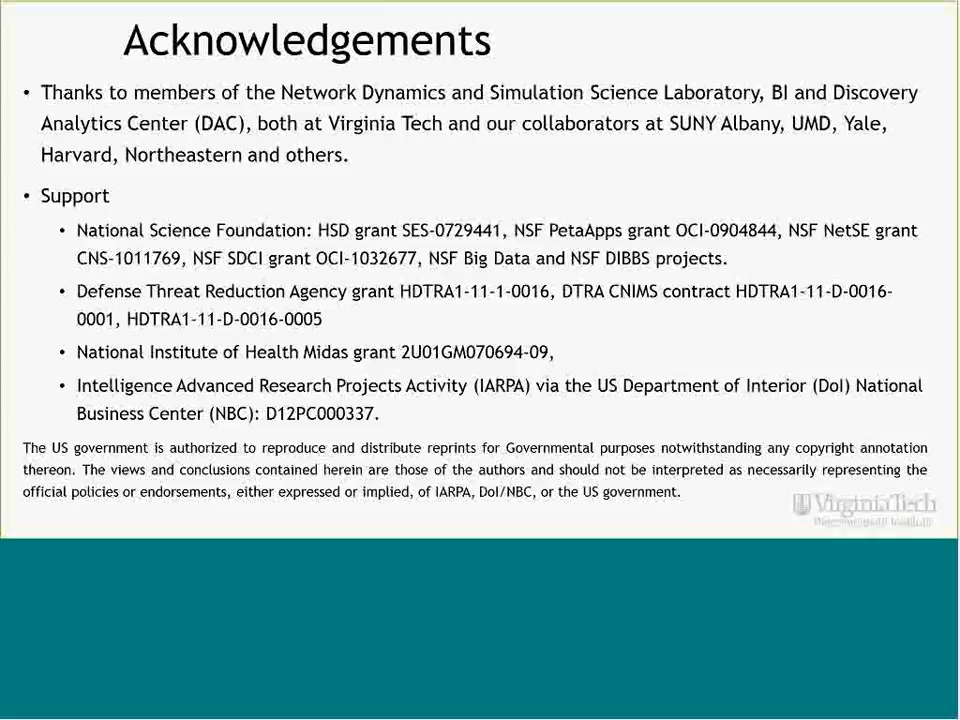 Acknowledgements
• Thanks to members of the Network Dynamics and Simulation Science Laboratory, BI and Discovery
Analytics Center (DAC), both at Virginia Tech and our collaborators at SUNY Albany, UMD, Yale,
Harvard, Northeastern and others.
• Support
• National Science Foundation: HSD grant SES-0729441, NSF PetaApps grant OCI-0904844, NSF NetSE grant
CNS-1011769, NSF SDCI grant OCI-1032677, NSF Big Data and NSF DIBBS projects.
• Defense Threat Reduction Agency grant HDTRA1-11-1-0016, DTRA CNIMS contract HDTRA1-11-D-0016-
0001, HDTRA1-11-D-0016-0005
• National Institute of Health Midas grant 2U01GM070694-09,
• Intelligence Advanced Research Projects Activity (IARPA) via the US Department of Interior (DoI) National
Business Center (NBC): D12PC000337.
The US government is authorized to reproduce and distribute reprints for Governmental purposes notwithstanding any copyright annotation
thereon. The views and conclusions contained herein are those of the authors and should not be interpreted as necessarily representing the
official policies or endorsements, either expressed or implied, of IARPA, DoI/NBC, or the US government.
VirginiaTech
Institute